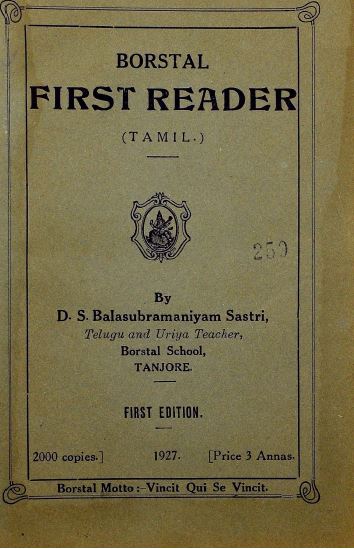 BORSTAL
FIRST READER
(TAMIL.)
250
By
D. S. Balasubramaniyam Sastri,
Telugu and Uriya Teacher,
Borstal School,
TANJORE.
FIRST EDITION.
2000 copies.] 1927. [Price 3 Annas.
Borstal Motto :–Vincit Qui Se Vincit.